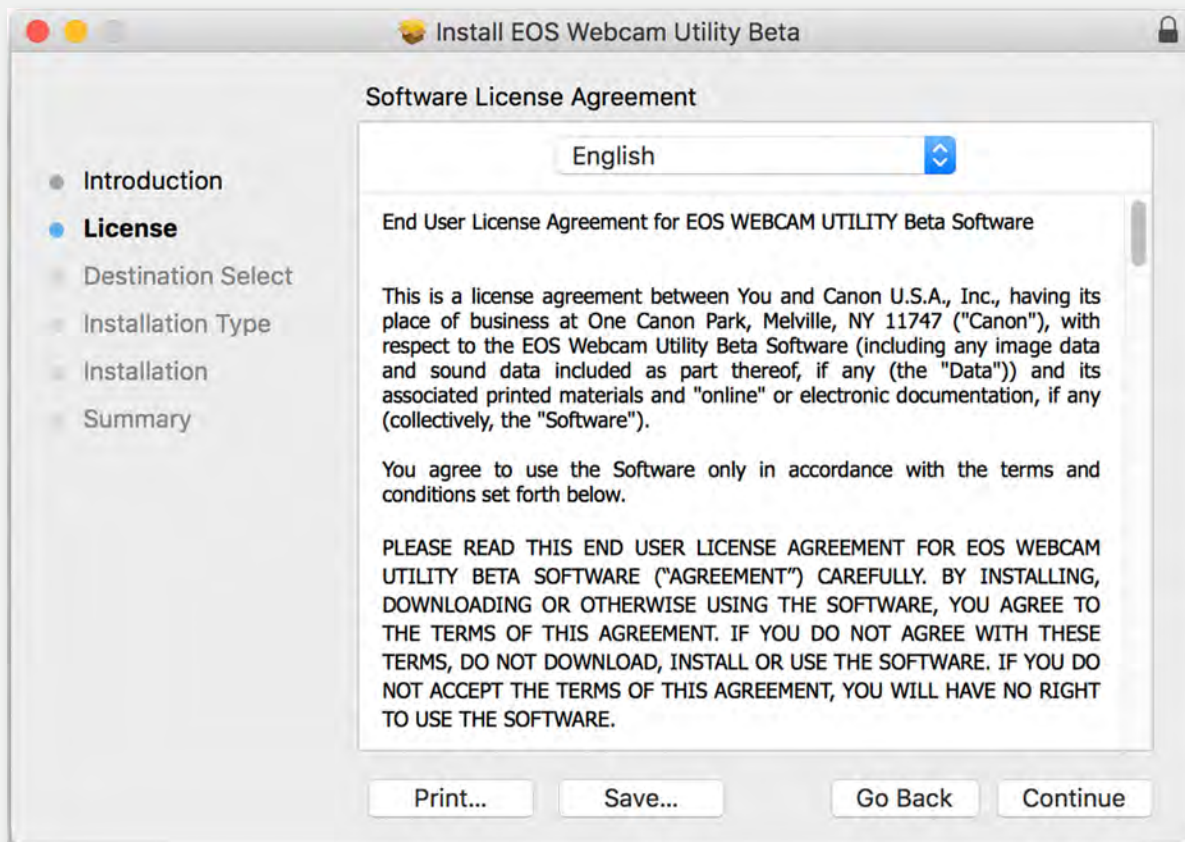 Install EOS Webcam Utility Beta
Software License Agreement
English
Introduction
License
Destination Select
Installation Type
Installation
Summary
End User License Agreement for EOS WEBCAM UTILITY Beta Software
This is a license agreement between You and Canon U.S.A., Inc., having its
place of business at One Canon Park, Melville, NY 11747 ("Canon"), with
respect to the EOS Webcam Utility Beta Software (including any image data
and sound data included as part thereof, if any (the "Data")) and its
associated printed materials and "online" or electronic documentation, if any
(collectively, the "Software").
You agree to use the Software only in accordance with the terms and
conditions set forth below.
PLEASE READ THIS END USER LICENSE AGREEMENT FOR EOS WEBCAM
UTILITY BETA SOFTWARE (“AGREEMENT”) CAREFULLY. BY INSTALLING,
DOWNLOADING OR OTHERWISE USING THE SOFTWARE, YOU AGREE TO
THE TERMS OF THIS AGREEMENT. IF YOU DO NOT AGREE WITH THESE
TERMS, DO NOT DOWNLOAD, INSTALL OR USE THE SOFTWARE. IF YOU DO
NOT ACCEPT THE TERMS OF THIS AGREEMENT, YOU WILL HAVE NO RIGHT
TO USE THE SOFTWARE.
Print...
Save...
Go Back
Continue